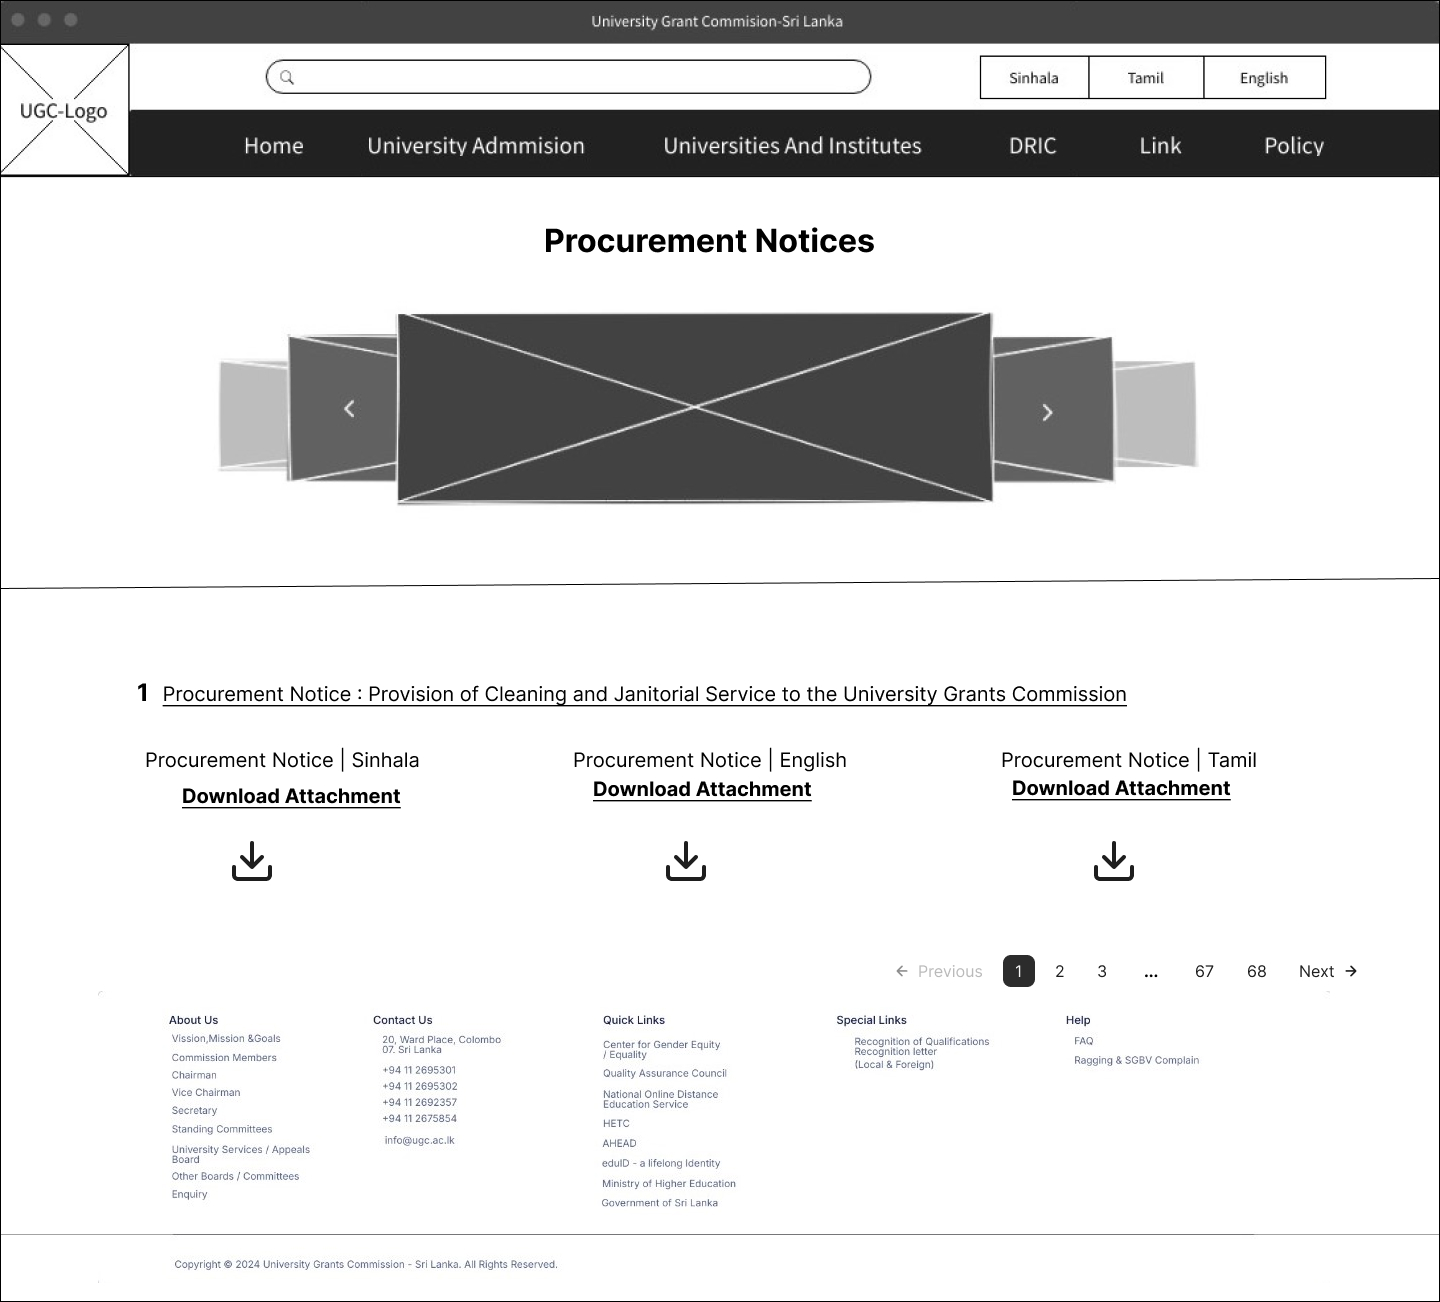 University Grant Commision-Sri Lanka
UGC-Logo
Sinhala
Tamil
English
Home
University Admmision
Universities And Institutes
DRIC
Link
Policy
Procurement Notices
1 Procurement Notice : Provision of Cleaning and Janitorial Service to the University Grants Commission
Procurement Notice | Sinhala
Download Attachment
Procurement Notice | English
Download Attachment
Procurement Notice | Tamil
Download Attachment
Previous 1 2 3 ... 67 68 Next
About Us
Vission,Mission &Goals
Commission Members
Chairman
Vice Chairman
Secretary
Standing Committees
University Services / Appeals
Board
Other Boards / Committees
Enquiry
Contact Us
20, Ward Place, Colombo
07. Sri Lanka
+94 11 2695301
+94 11 2695302
+94 11 2692357
+94 11 2675854
info@ugc.ac.lk
Quick Links
Center for Gender Equity
/ Equality
Quality Assurance Council
National Online Distance
Education Service
HETC
AHEAD
eduID - a lifelong Identity
Ministry of Higher Education
Government of Sri Lanka
Special Links
Recognition of Qualifications
Recognition letter
(Local & Foreign)
Help
FAQ
Ragging & SGBV Complain
Copyright © 2024 University Grants Commission - Sri Lanka. All Rights Reserved.